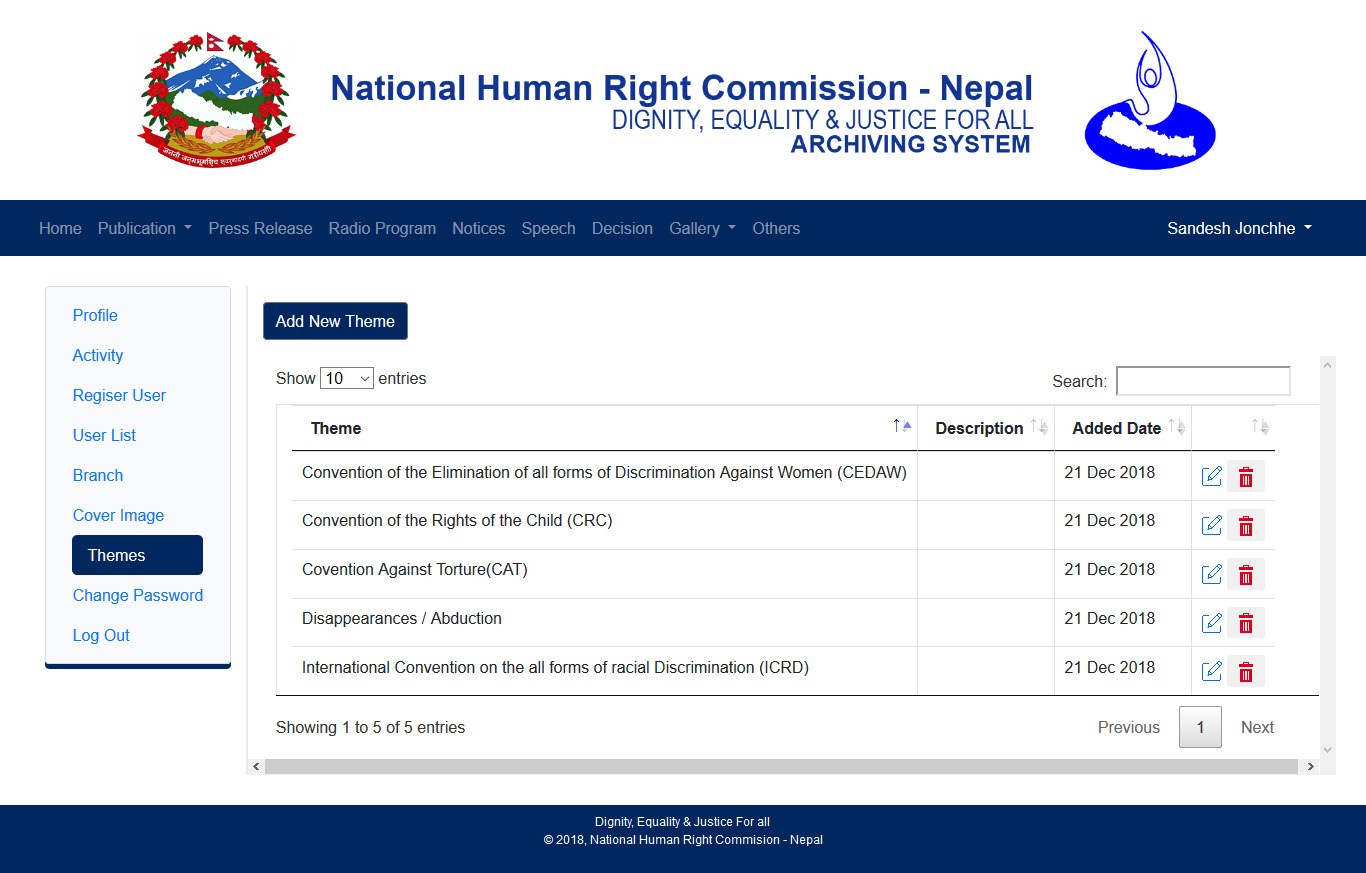 जननी जन्मभूमिश्च स्वर्गादपि गरीयसी
National Human Right Commission - Nepal
DIGNITY, EQUALITY & JUSTICE FOR ALL
ARCHIVING SYSTEM
Home Publication Press Release Radio Program Notices Speech Decision Gallery Others Sandesh Jonchhe
Profile
Activity
Regiser User
User List
Branch
Cover Image
Themes
Change Password
Log Out
Add New Theme
Show 10 entries Search:
Theme Description Added Date
Convention of the Elimination of all forms of Discrimination Against Women (CEDAW) 21 Dec 2018
Convention of the Rights of the Child (CRC) 21 Dec 2018
Covention Against Torture(CAT) 21 Dec 2018
Disappearances / Abduction 21 Dec 2018
International Convention on the all forms of racial Discrimination (ICRD) 21 Dec 2018
Showing 1 to 5 of 5 entries Previous 1 Next
Dignity, Equality & Justice For all
© 2018, National Human Right Commision - Nepal